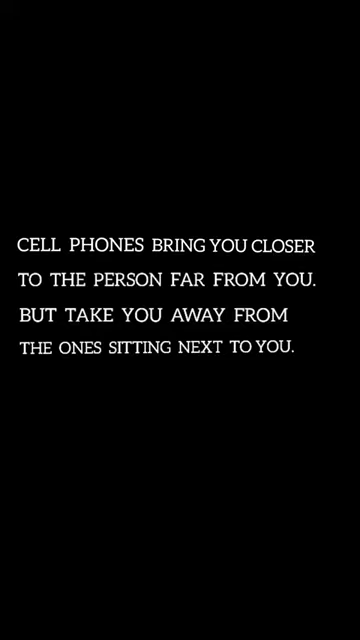 CELL PHONES BRING YOU CLOSER
TO THE PERSON FAR FROM YOU.
BUT TAKE YOU AWAY FROM
THE ONES SITTING NEXT TO YOU.